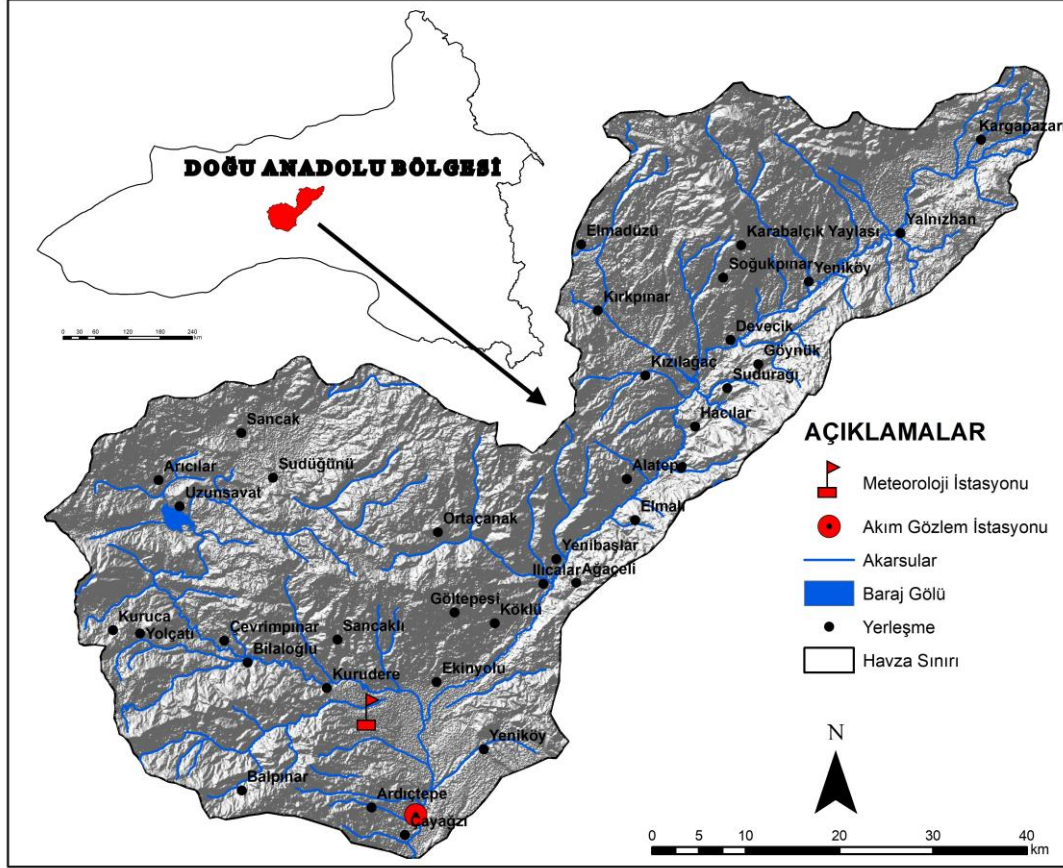 DOĞU ANADOLU BÖLGESİ
0 30 60 120 180 240
km
Kargapazar
Yalnızhan
Elmadüzü
Karabalçık Yaylası
Soğukpınar
Yeniköy
Kırkpınar
Devecik
Göynük
Kızılağaç
Sudurağı
Hacılar
Sancak
Arıcılar
Sudüğünü
Uzunsavat
Alatepe
Elmalı
Ortaçanak
Yenibaşlar
Ilıcalar
Ağaçeli
Göltepesi
Köklü
Kuruca
Yolçatı
Çevrimpınar
Sancaklı
Bilaloğlu
Kurudere
Ekinyolu
Yeniköy
Balpınar
Ardıçtepe
Çayağzı
AÇIKLAMALAR
Meteoroloji İstasyonu
Akım Gözlem İstasyonu
Akarsular
Baraj Gölü
Yerleşme
Havza Sınırı
N
0 5 10 20 30 40
km